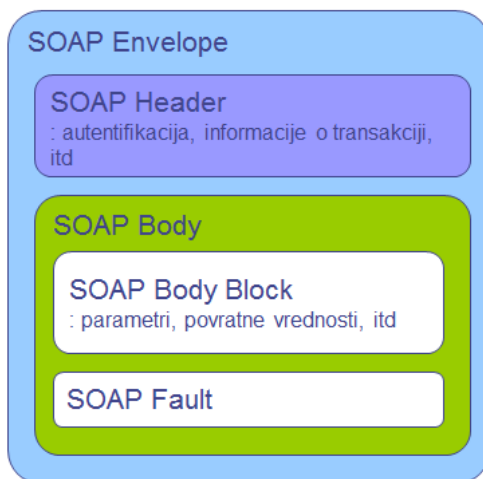 SOAP Envelope
SOAP Header
: autentifikacija, informacije o transakciji,
itd
SOAP Body
SOAP Body Block
: parametri, povratne vrednosti, itd
SOAP Fault